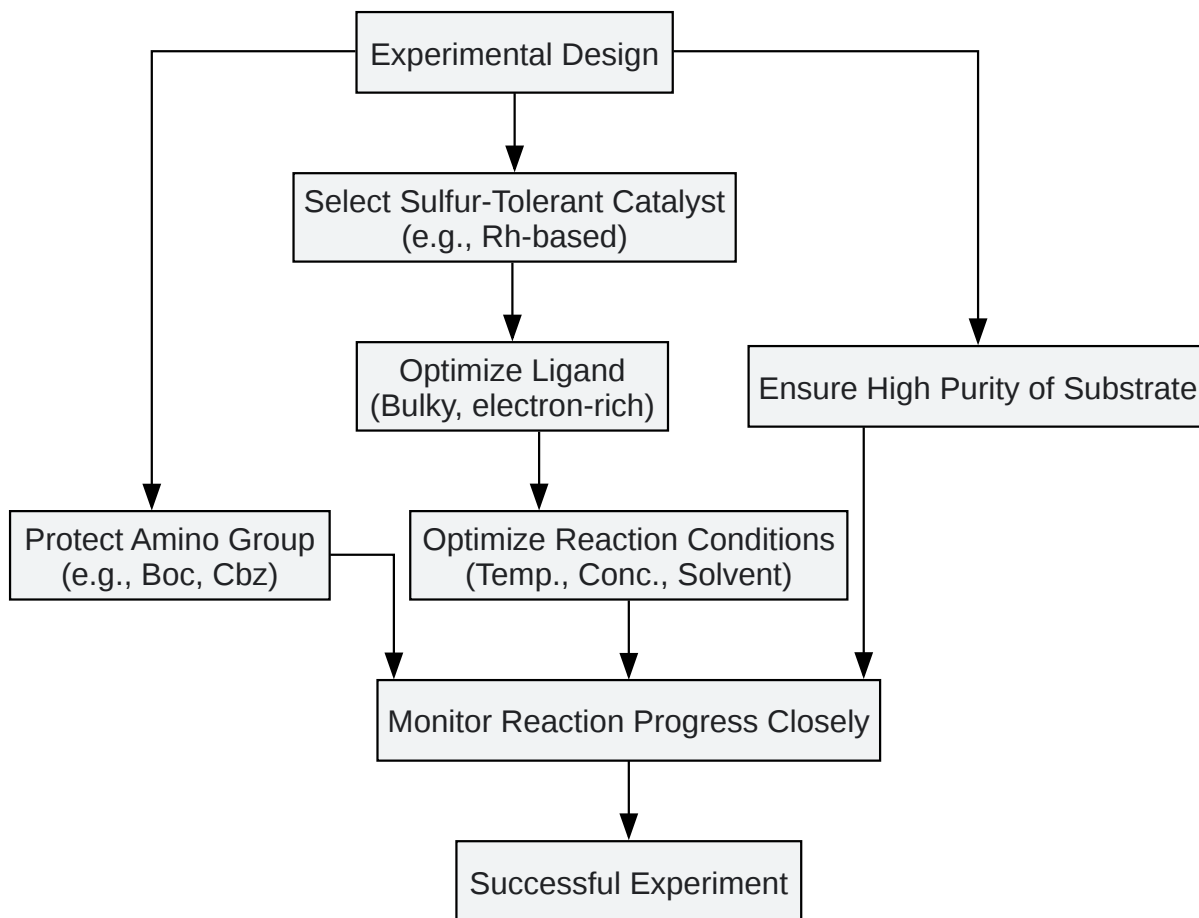 Experimental Design
Select Sulfur-Tolerant Catalyst
(e.g., Rh-based)
Optimize Ligand
(Bulky, electron-rich)
Ensure High Purity of Substrate
Protect Amino Group
(e.g., Boc, Cbz)
Optimize Reaction Conditions
(Temp., Conc., Solvent)
Monitor Reaction Progress Closely
Successful Experiment